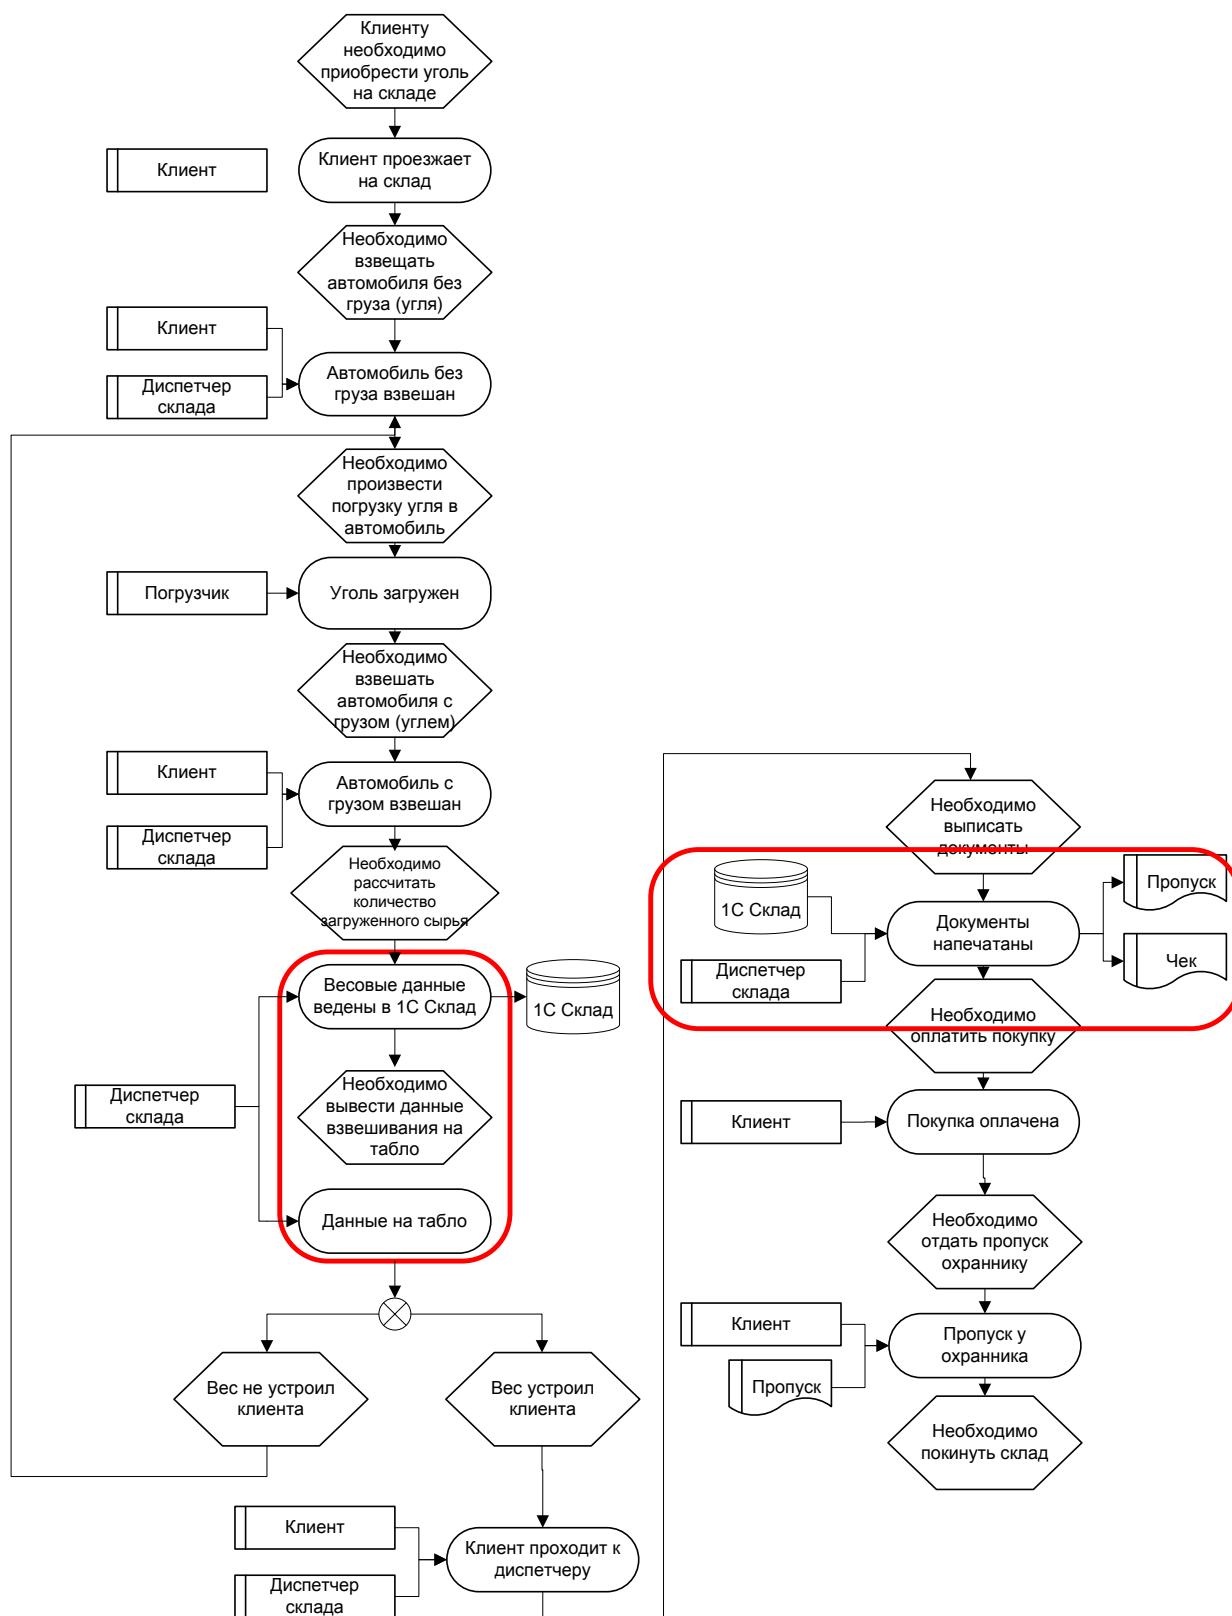 Клиенту
необходимо
приобрести уголь
на складе
Клиент
Клиент проезжает
на склад
Необходимо
взвещать
автомобиля без
груза (угля)
Клиент
Диспетчер
склада
Автомобиль без
груза взвешан
Необходимо
произвести
погрузку угля в
автомобиль
Погрузчик
Уголь загружен
Необходимо
взвешать
автомобиля с
грузом (углем)
Клиент
Диспетчер
склада
Автомобиль с
грузом взвешан
Необходимо
рассчитать
количество
загруженного сырья
Весовые данные
ведены в 1С Склад
1С Склад
Диспетчер
склада
Необходимо
вывести данные
взвешивания на
табло
Данные на табло
Вес не устроил
клиента
Вес устроил
клиента
Клиент
Диспетчер
склада
Клиент проходит к
диспетчеру
Необходимо
выписать
документы
1С Склад
Диспетчер
склада
Документы
напечатаны
Пропуск
Чек
Необходимо
оплатить покупку
Клиент
Покупка оплачена
Необходимо
отдать пропуск
охраннику
Клиент
Пропуск
Пропуск у
охранника
Необходимо
покинуть склад